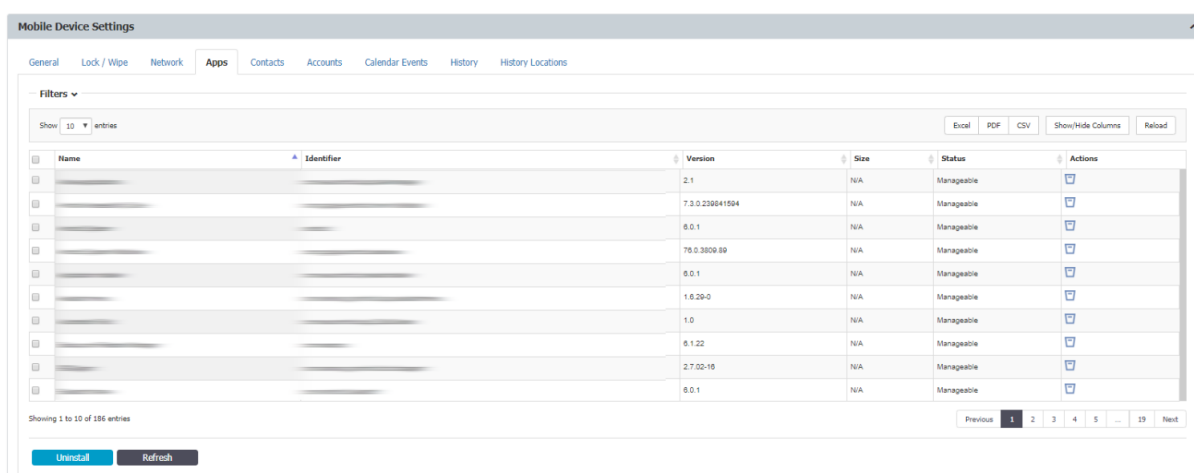 Mobile Device Settings
General Lock / Wipe Network Apps Contacts Accounts Calendar Events History History Locations
Filters
Show 10 entries Excel PDF CSV Show/Hide Columns Reload
Name Identifier Version Size Status Actions
2.1 N/A Manageable
7.3.0.239841594 N/A Manageable
6.0.1 N/A Manageable
76.0.3809.89 N/A Manageable
6.0.1 N/A Manageable
1.6.29-0 N/A Manageable
1.0 N/A Manageable
6.1.22 N/A Manageable
2.7.02-16 N/A Manageable
6.0.1 N/A Manageable
Showing 1 to 10 of 186 entries Previous 1 2 3 4 5 ... 19 Next
Uninstall Refresh